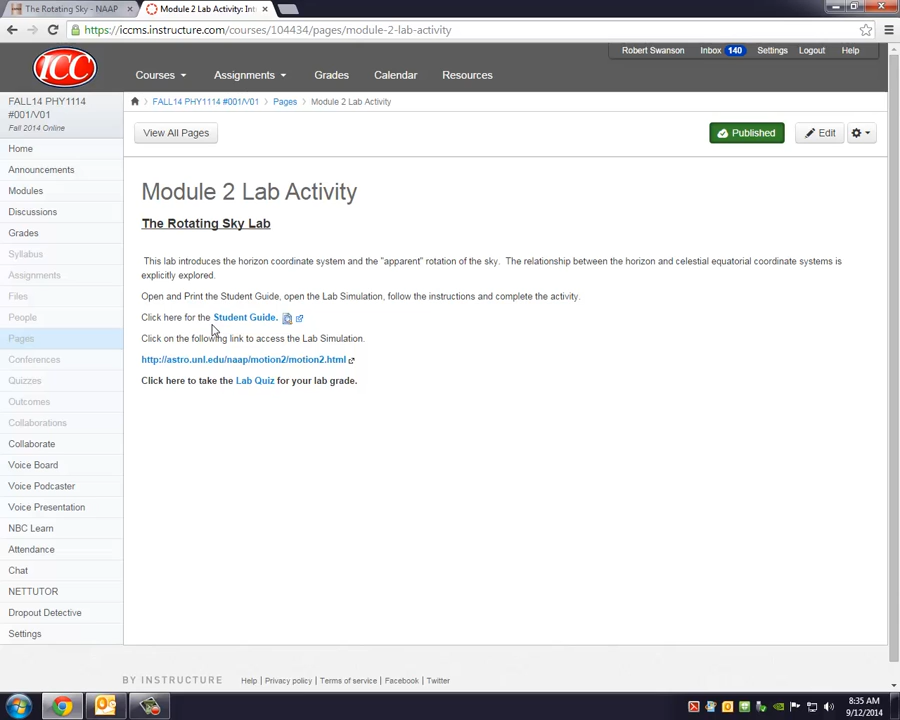 The Rotating Sky - NAAP
Module 2 Lab Activity: Int
https://iccms.instructure.com/courses/104434/pages/module-2-lab-activity
Robert Swanson Inbox 140 Settings Logout Help
ICC
Courses Assignments Grades Calendar Resources
FALL14 PHY1114
#001/V01
Fall 2014 Online
FALL14 PHY1114 #001/V01 Pages Module 2 Lab Activity
View All Pages
Published
Edit
Home
Announcements
Modules
Discussions
Grades
Syllabus
Assignments
Files
People
Pages
Conferences
Quizzes
Outcomes
Collaborations
Collaborate
Voice Board
Voice Podcaster
Voice Presentation
NBC Learn
Attendance
Chat
NETTUTOR
Dropout Detective
Settings
Module 2 Lab Activity
The Rotating Sky Lab
This lab introduces the horizon coordinate system and the "apparent" rotation of the sky. The relationship between the horizon and celestial equatorial coordinate systems is
explicitly explored.
Open and Print the Student Guide, open the Lab Simulation, follow the instructions and complete the activity.
Click here for the Student Guide.
Click on the following link to access the Lab Simulation.
http://astro.unl.edu/naap/motion2/motion2.html
Click here to take the Lab Quiz for your lab grade.
BY INSTRUCTURE
Help Privacy policy Terms of service Facebook Twitter
8:35 AM
9/12/2014